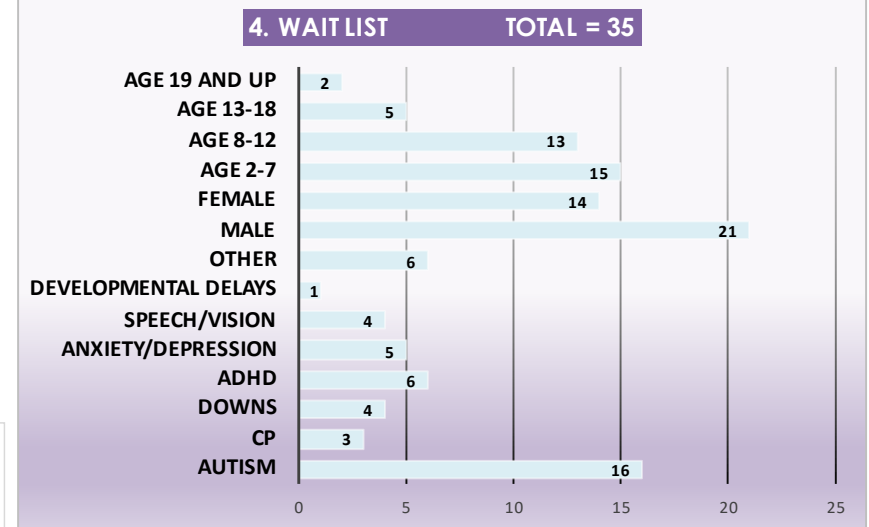 4. WAIT LIST TOTAL = 35
AGE 19 AND UP 2
AGE 13-18 5
AGE 8-12 13
AGE 2-7 15
FEMALE 14
MALE 21
OTHER 6
DEVELOPMENTAL DELAYS 1
SPEECH/VISION 4
ANXIETY/DEPRESSION 5
ADHD 6
DOWNS 4
CP 3
AUTISM 16
0 5 10 15 20 25